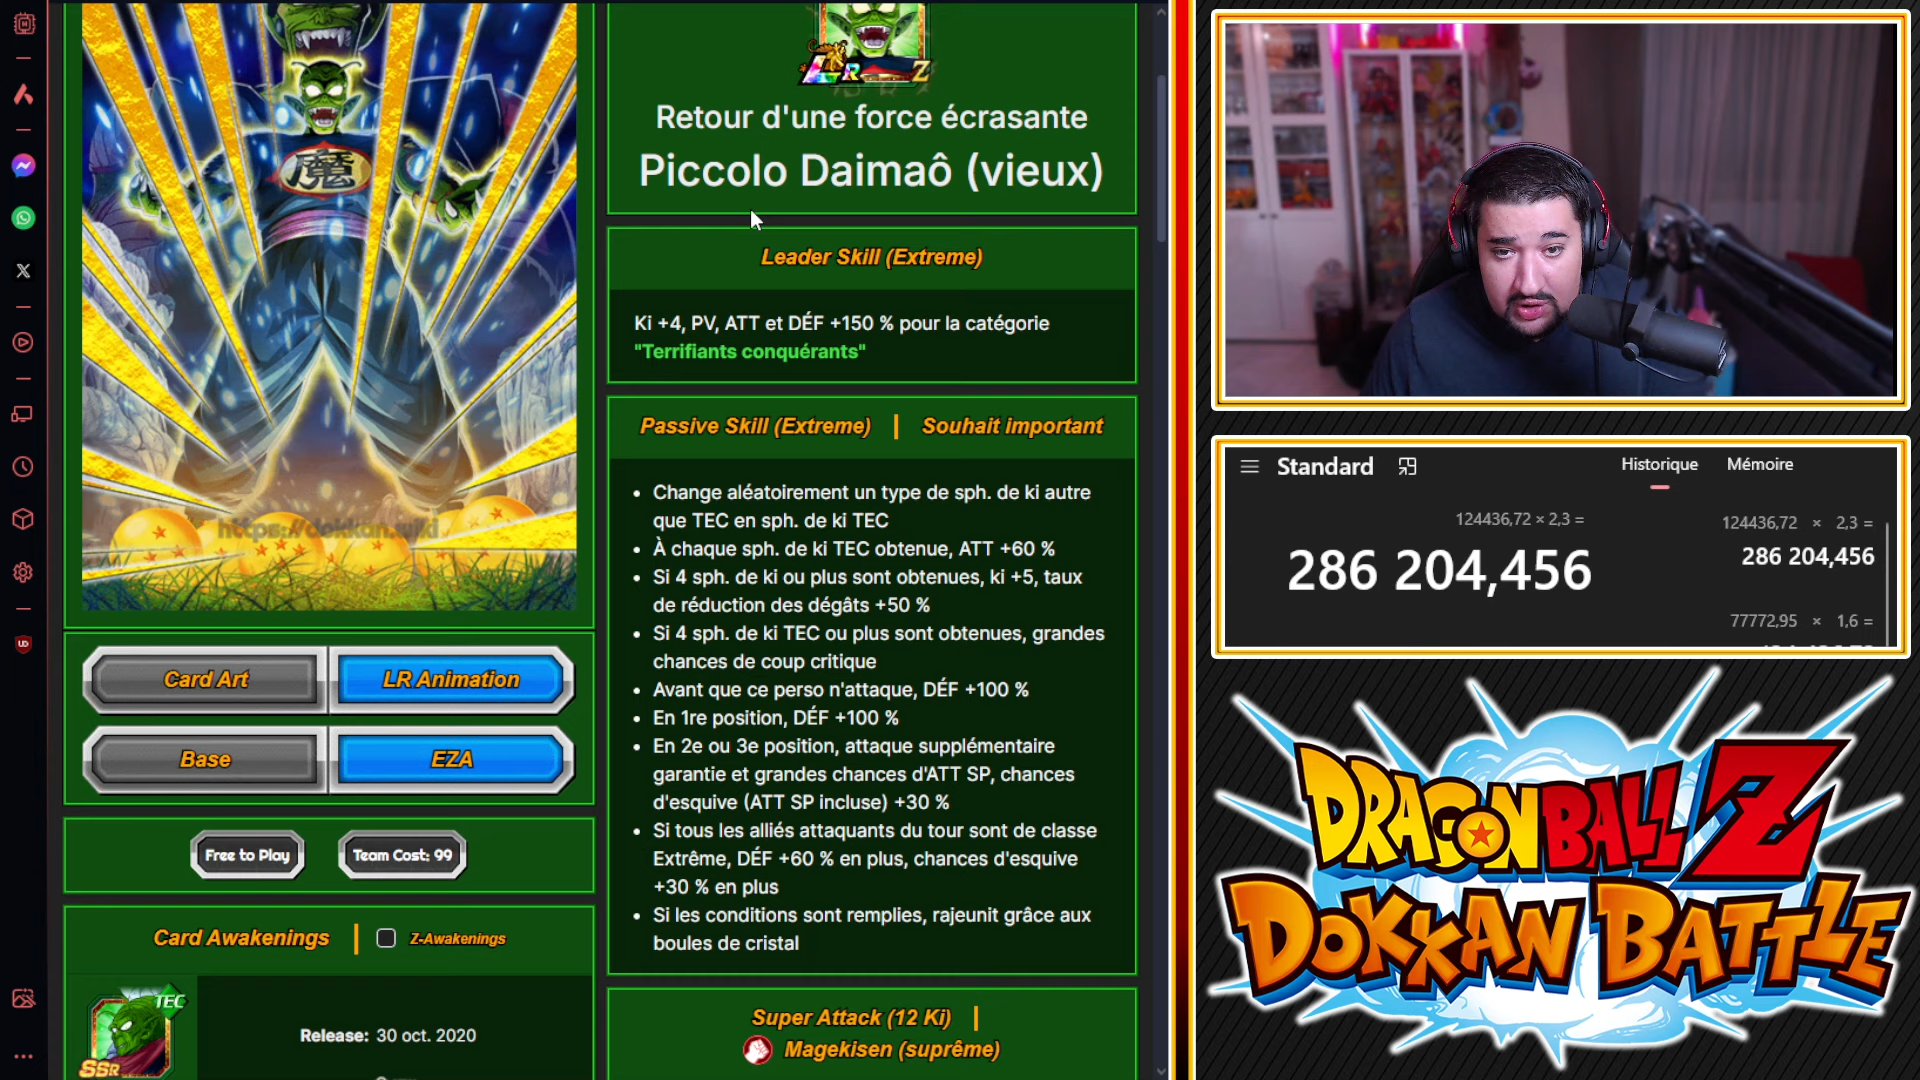 魔
https://dokkan.wiki
Card Art
LR Animation
Base
EZA
Free to Play
Team Cost: 99
Card Awakenings
Z-Awakenings
TEC
SSR
Release: 30 oct. 2020
LR
Z
Retour d'une force écrasante
Piccolo Daimaô (vieux)
Leader Skill (Extreme)
Ki +4, PV, ATT et DÉF +150 % pour la catégorie
"Terrifiants conquérants"
Passive Skill (Extreme) | Souhait important
• Change aléatoirement un type de sph. de ki autre
que TEC en sph. de ki TEC
• À chaque sph. de ki TEC obtenue, ATT +60 %
• Si 4 sph. de ki ou plus sont obtenues, ki +5, taux
de réduction des dégâts +50 %
• Si 4 sph. de ki TEC ou plus sont obtenues, grandes
chances de coup critique
• Avant que ce perso n'attaque, DÉF +100 %
• En 1re position, DÉF +100 %
• En 2e ou 3e position, attaque supplémentaire
garantie et grandes chances d'ATT SP, chances
d'esquive (ATT SP incluse) +30 %
• Si tous les alliés attaquants du tour sont de classe
Extrême, DÉF +60 % en plus, chances d'esquive
+30 % en plus
• Si les conditions sont remplies, rajeunit grâce aux
boules de cristal
Super Attack (12 Ki) |
Magekisen (suprême)
Standard
Historique
Mémoire
124436,72 × 2,3 =
286 204,456
124436,72 × 2,3 =
286 204,456
77772,95 × 1,6 =
DRAGON BALL Z
DOKKAN BATTLE